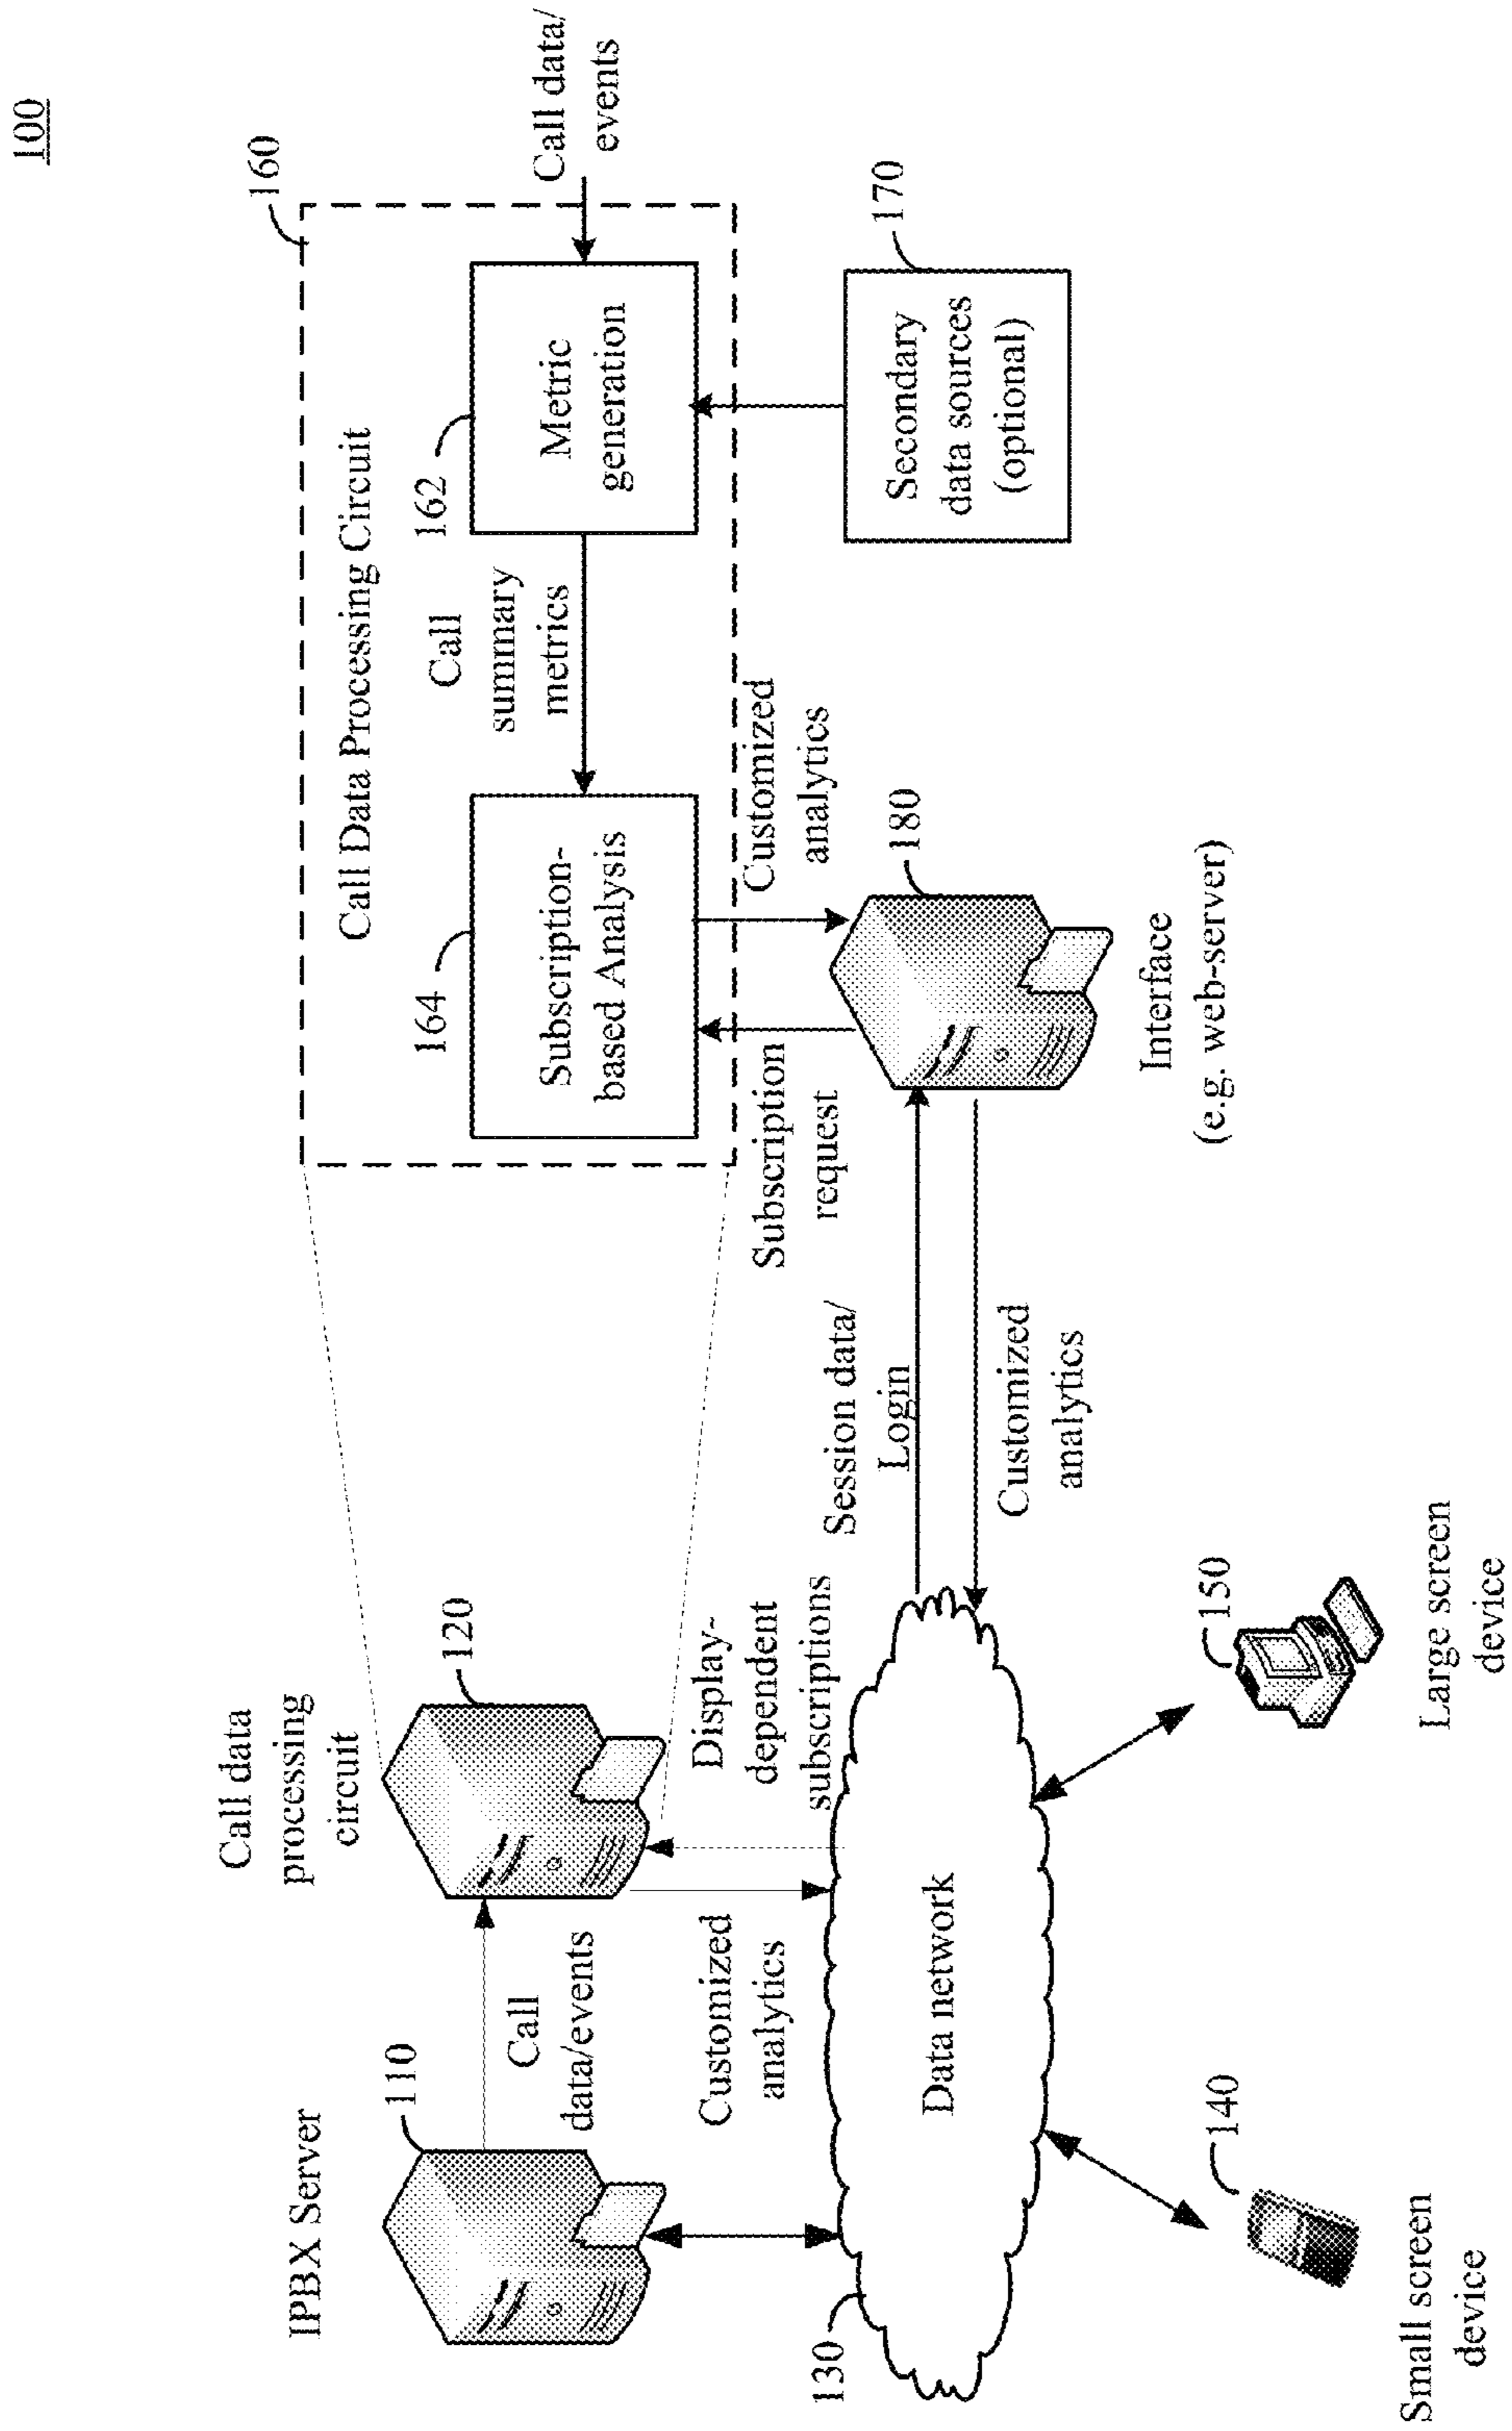 100
160
Call Data Processing Circuit
Call data/
events
162
Metric
generation
Call
summary
metrics
164
Subscription-
based Analysis
170
Secondary
data sources
(optional)
Customized
analytics
Subscription
request
180
Interface
(e.g. web-server)
Session data/
Login
Customized
analytics
IPBX Server
110
Call data
processing
circuit
120
Call
data/events
Customized
analytics
Display-
dependent
subscriptions
Data network
130
140
Small screen
device
150
Large screen
device